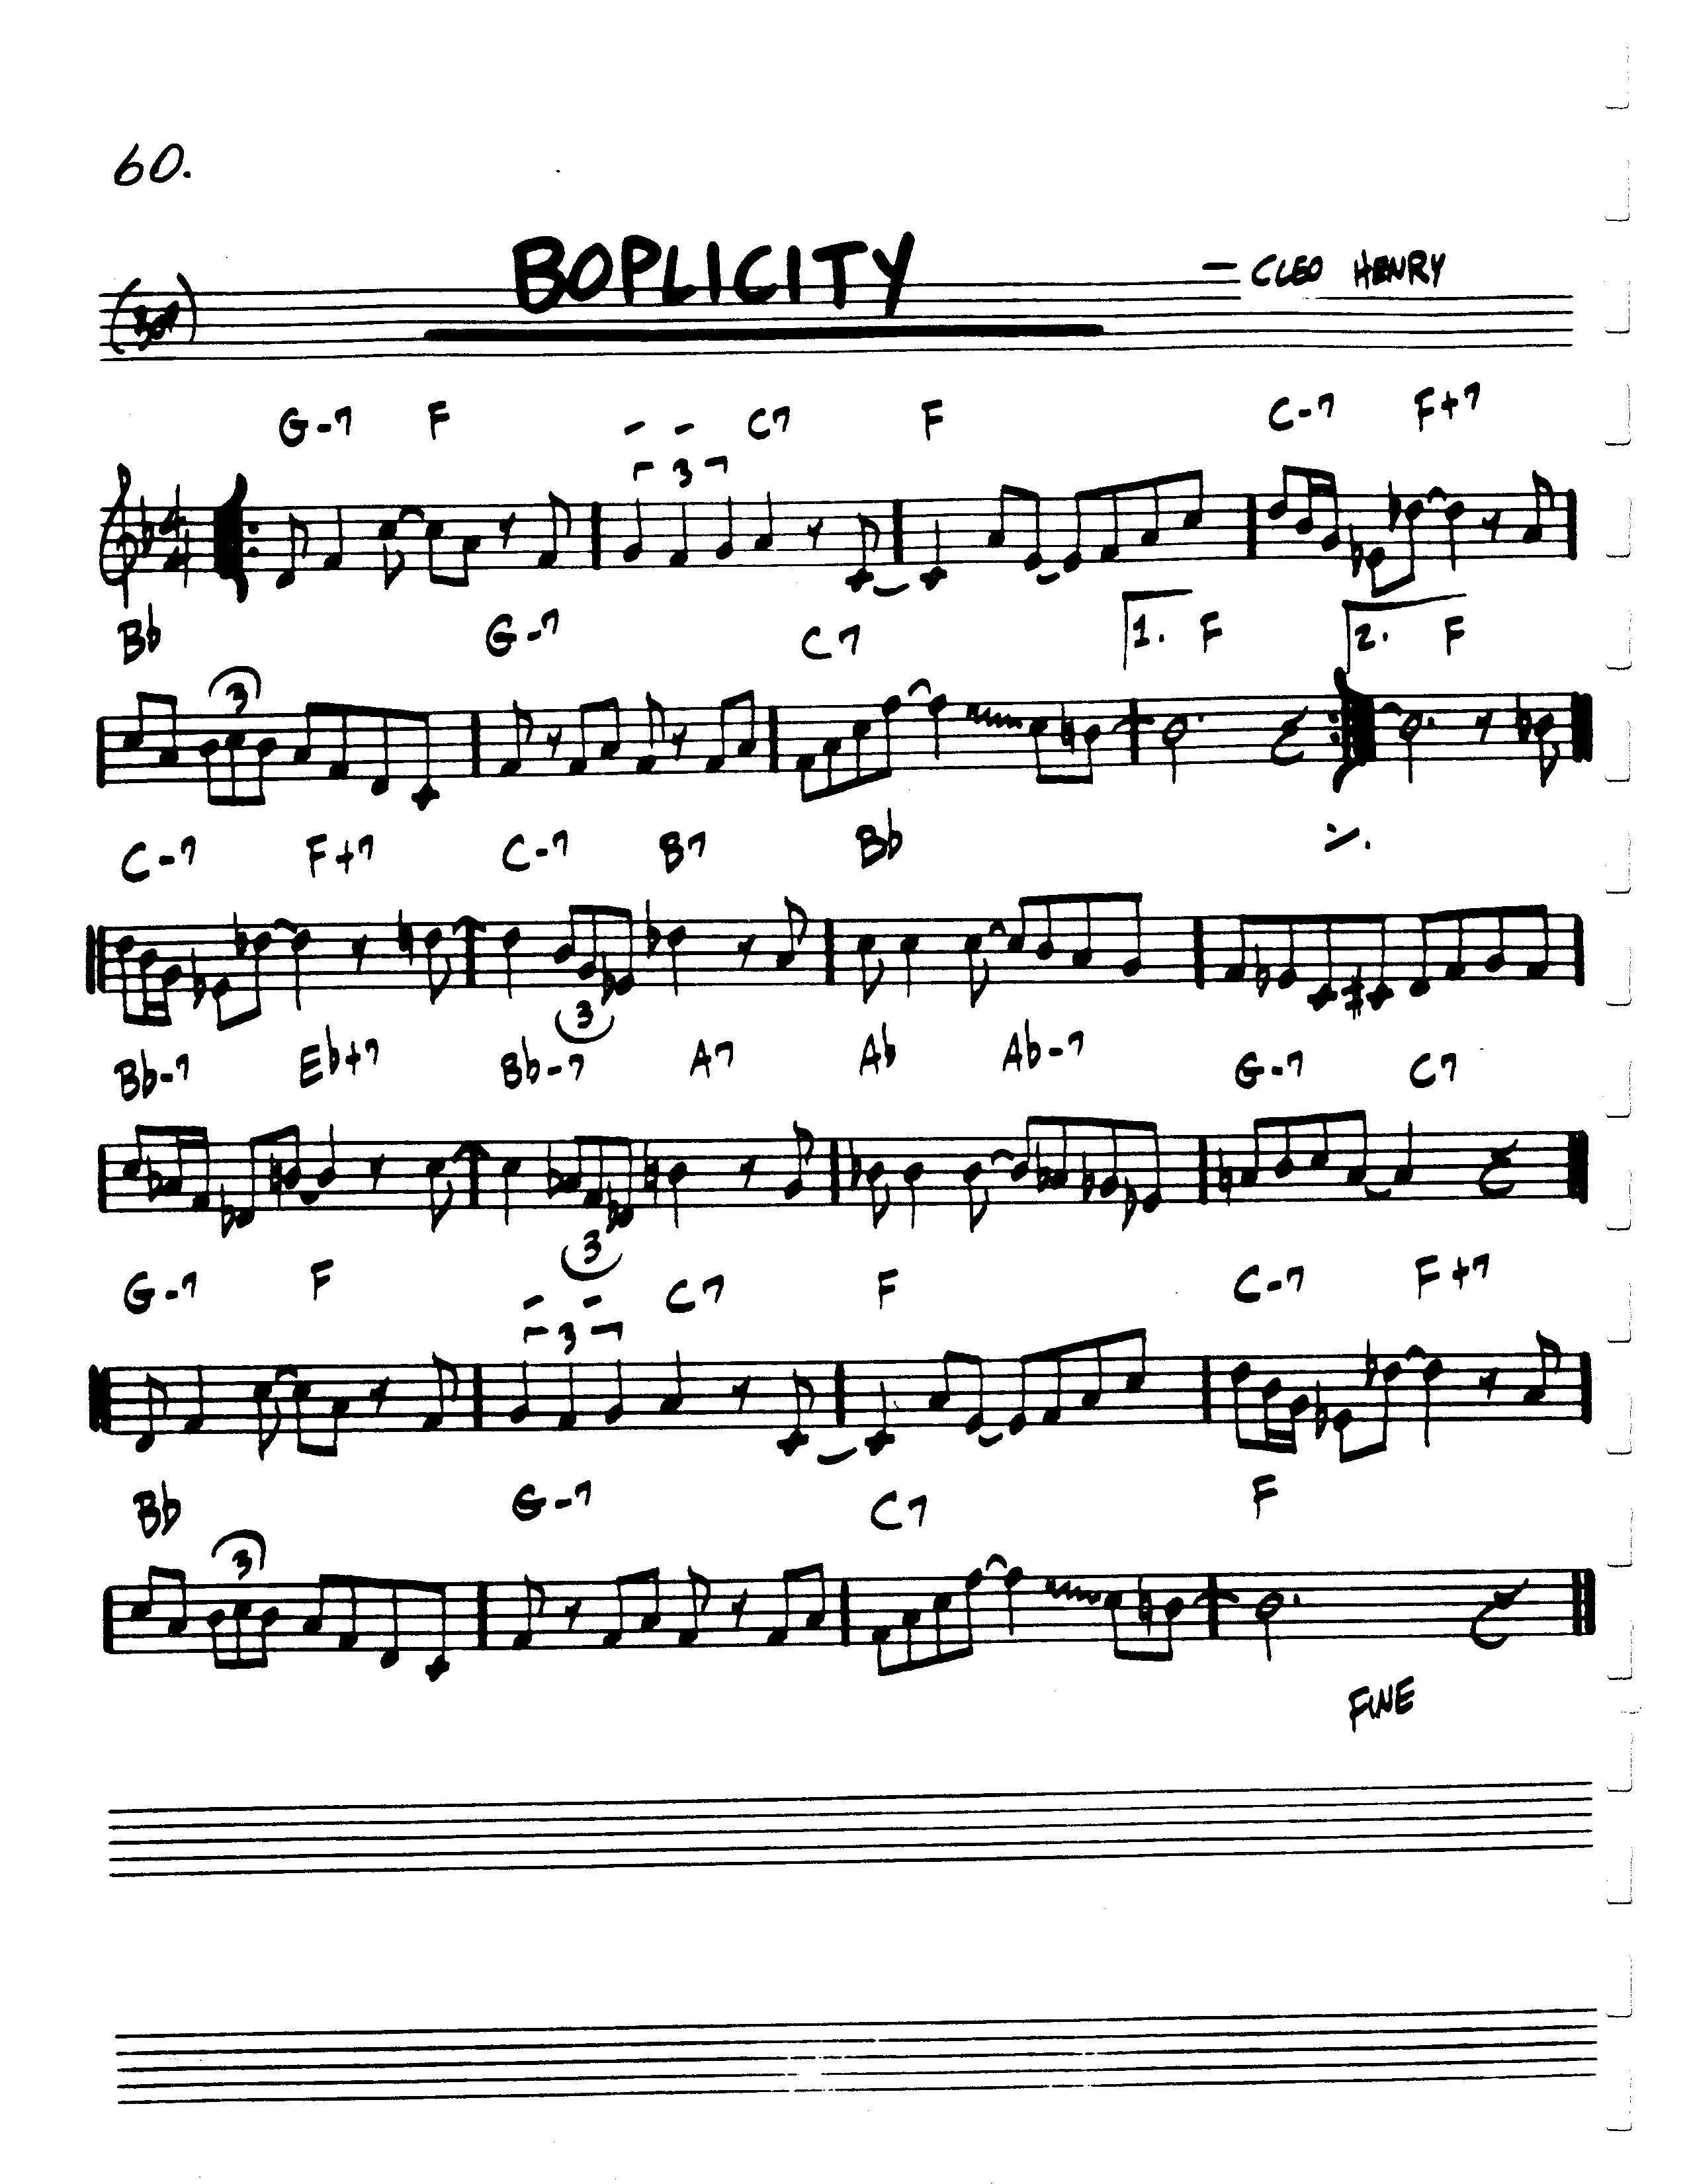 60.
BOPLICITY
— CLEO HENRY
(BOP)
G-7 F C7 F C-7 F+7
3
Bb G-7 C7 1. F 2. F
3
C-7 F+7 C-7 B7 Bb ٪
3
Bb-7 Eb+7 Bb-7 A7 Ab Ab-7 G-7 C7
3
G-7 F C7 F C-7 F+7
3
Bb G-7 C7 F
3
FINE